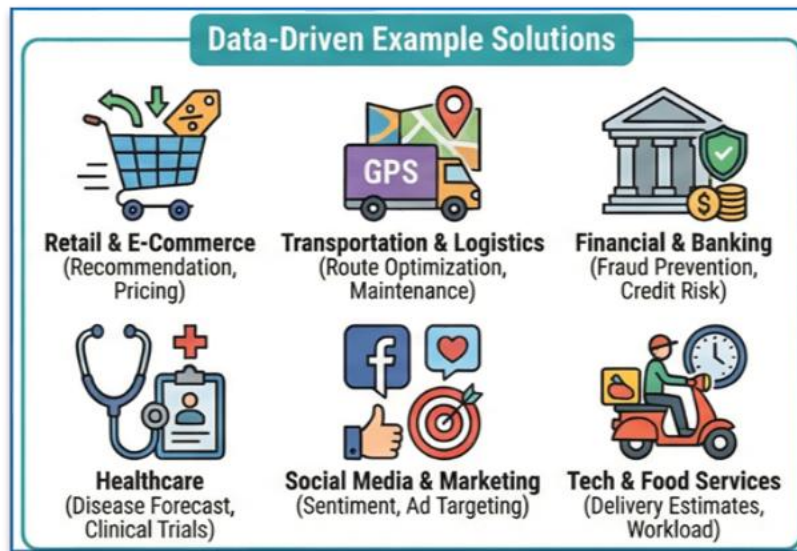 Data-Driven Example Solutions
GPS
Retail & E-Commerce
(Recommendation,
Pricing)
Transportation & Logistics
(Route Optimization,
Maintenance)
Financial & Banking
(Fraud Prevention,
Credit Risk)
Healthcare
(Disease Forecast,
Clinical Trials)
Social Media & Marketing
(Sentiment, Ad Targeting)
Tech & Food Services
(Delivery Estimates,
Workload)